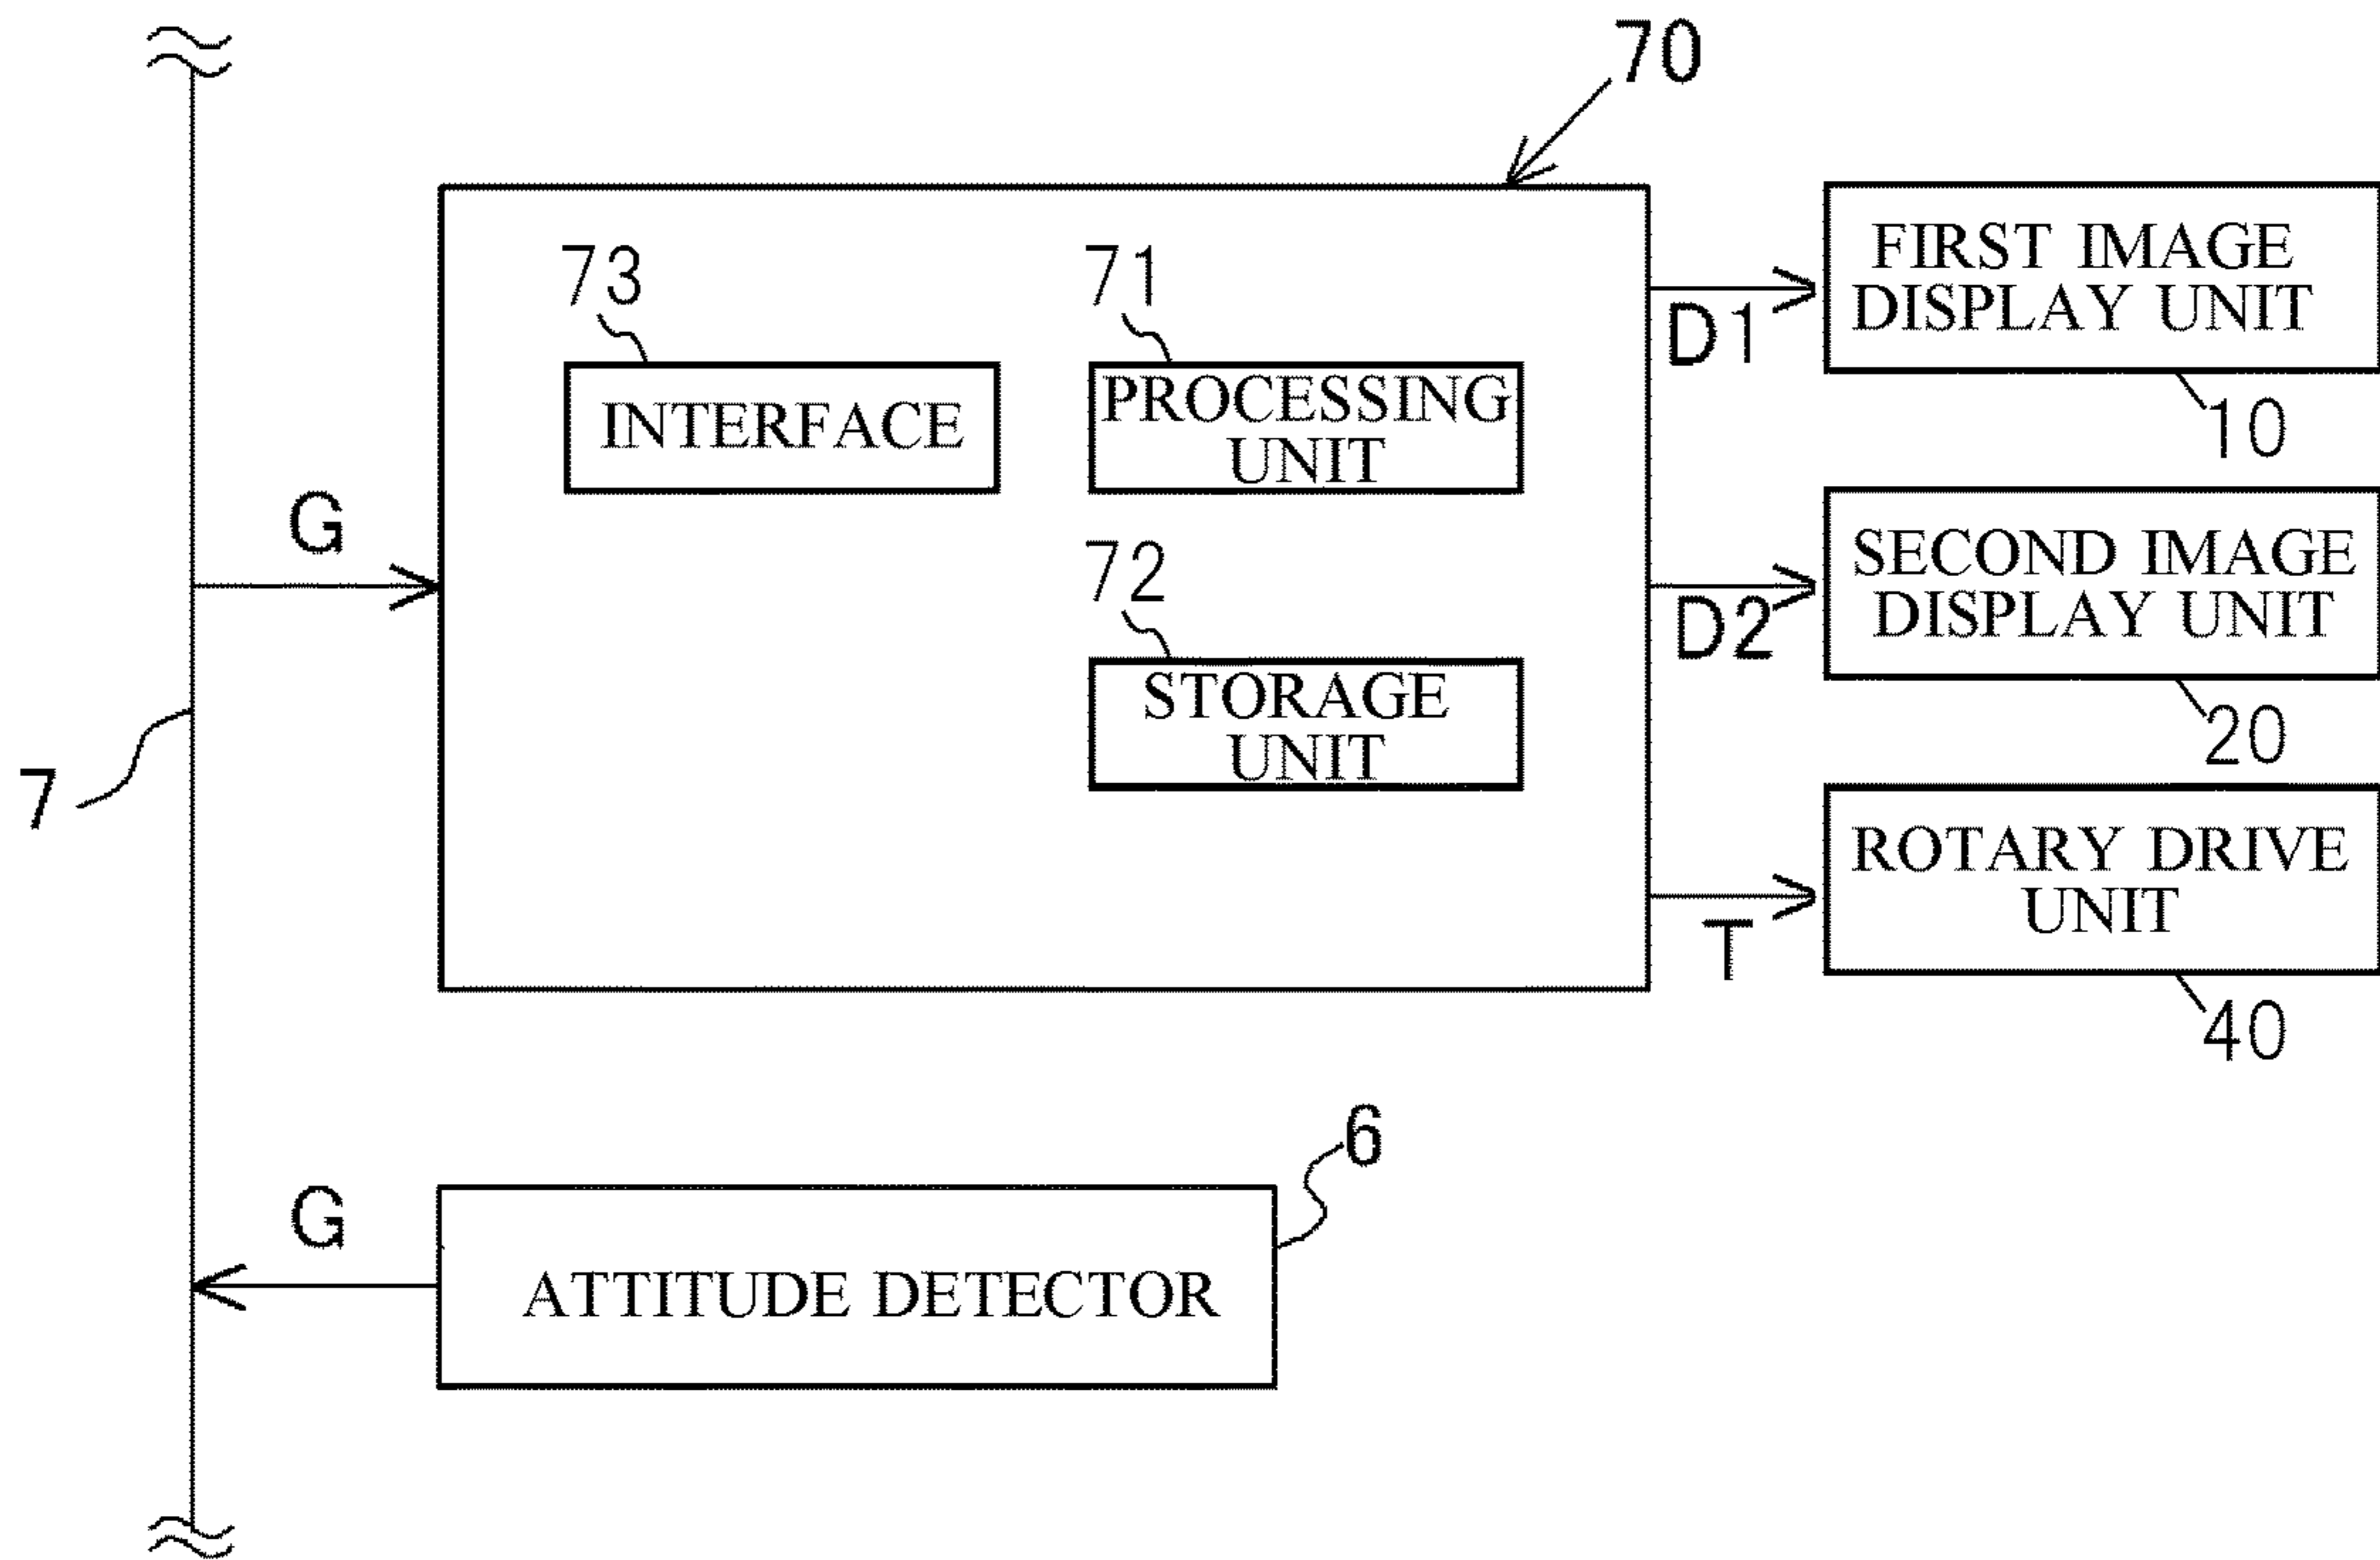 70
73
71
FIRST IMAGE
DISPLAY UNIT
D1
INTERFACE
PROCESSING
UNIT
10
G
72
SECOND IMAGE
DISPLAY UNIT
D2
STORAGE
UNIT
20
7
ROTARY DRIVE
UNIT
T
40
6
G
ATTITUDE DETECTOR